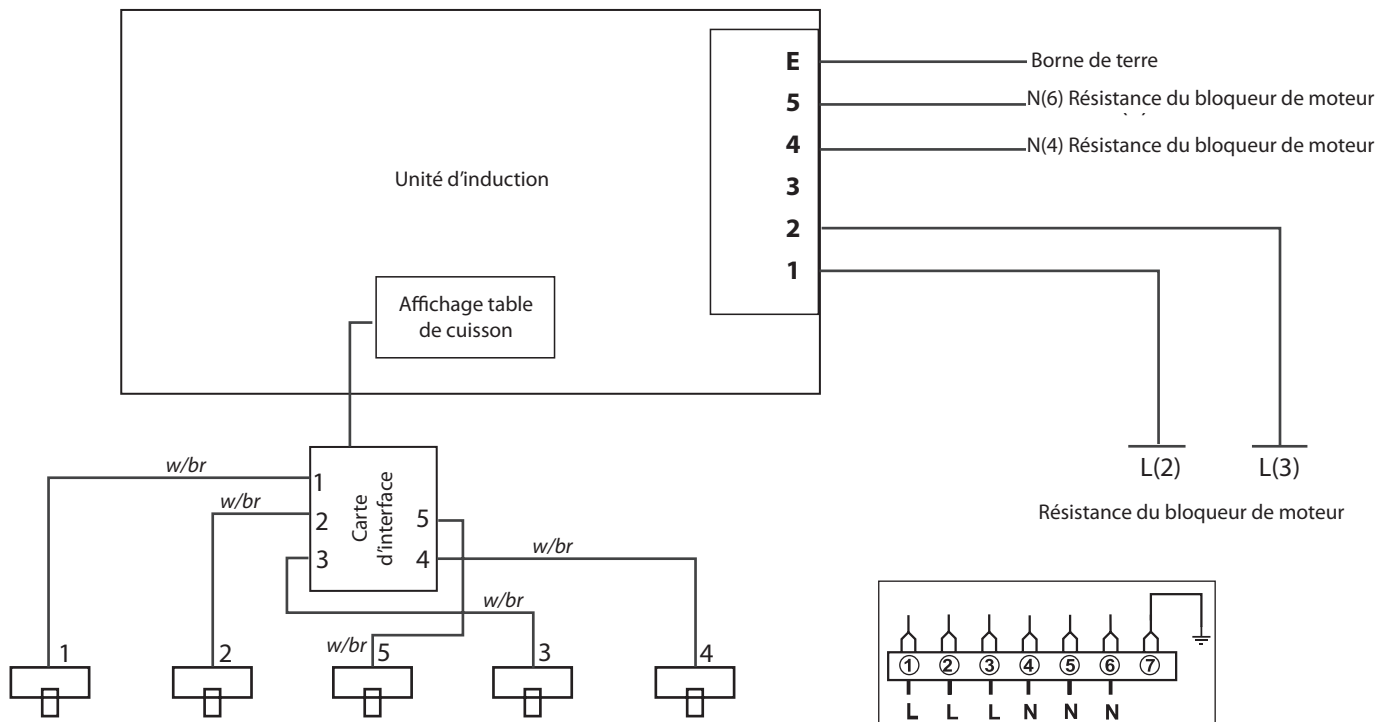 E
Borne de terre
5
N(6) Résistance du bloqueur de moteur
4
N(4) Résistance du bloqueur de moteur
Unité d’induction
3
2
1
Affichage table
de cuisson
L(2)
L(3)
Résistance du bloqueur de moteur
w/br
w/br
w/br
w/br
w/br
1
2
3
Carte
d’interface
5
4
1
2
5
3
4
1 2 3 4 5 6 7
L L L N N N